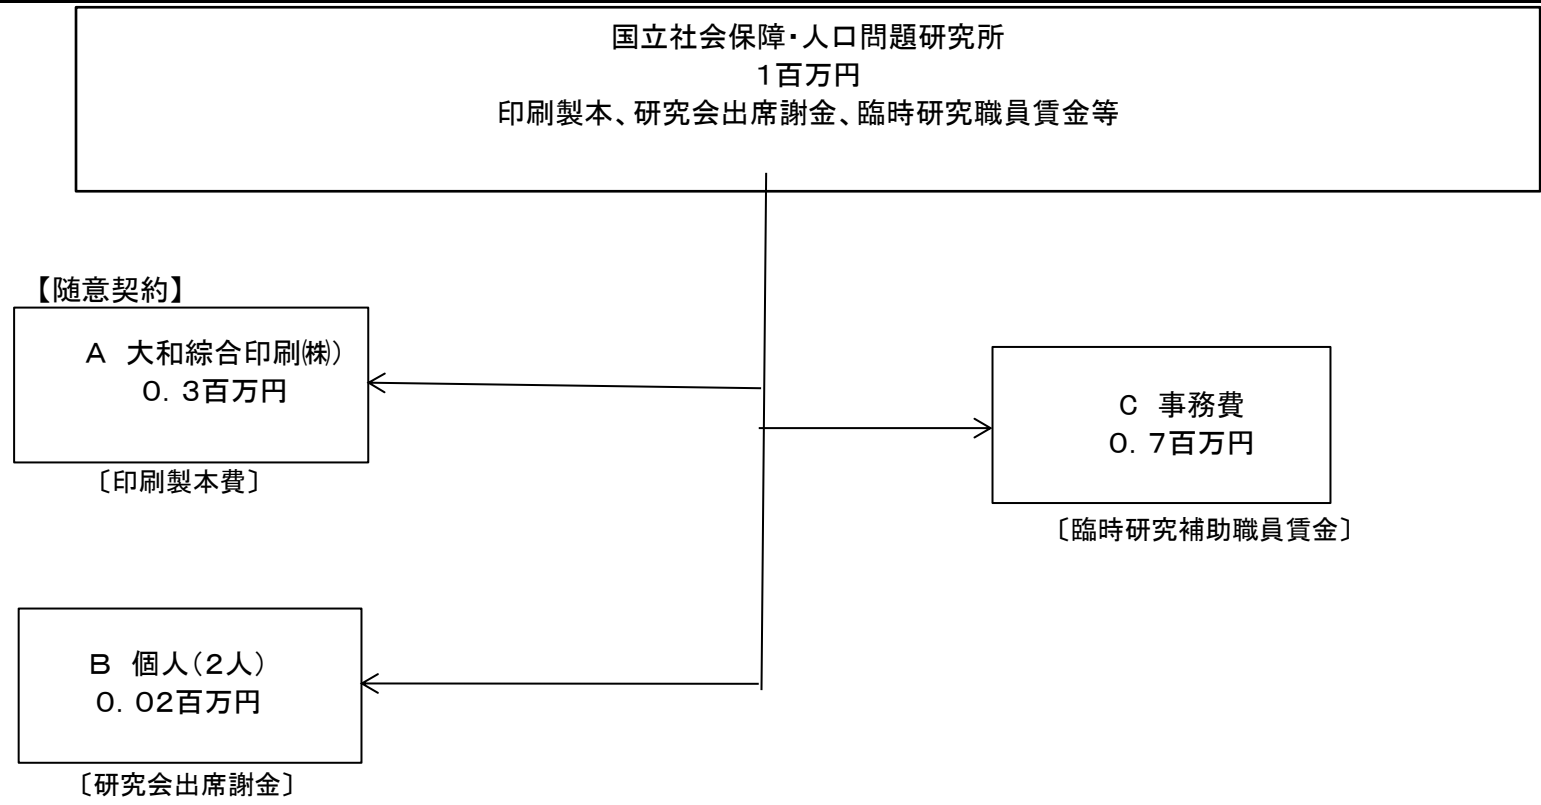 国立社会保障・人口問題研究所
1百万円
印刷製本、研究会出席謝金、臨時研究職員賃金等
【随意契約】
A　大和綜合印刷㈱）
0．3百万円
〔印刷製本費〕
C　事務費
0．7百万円
〔臨時研究補助職員賃金〕
B　個人（2人）
0．02百万円
〔研究会出席謝金〕